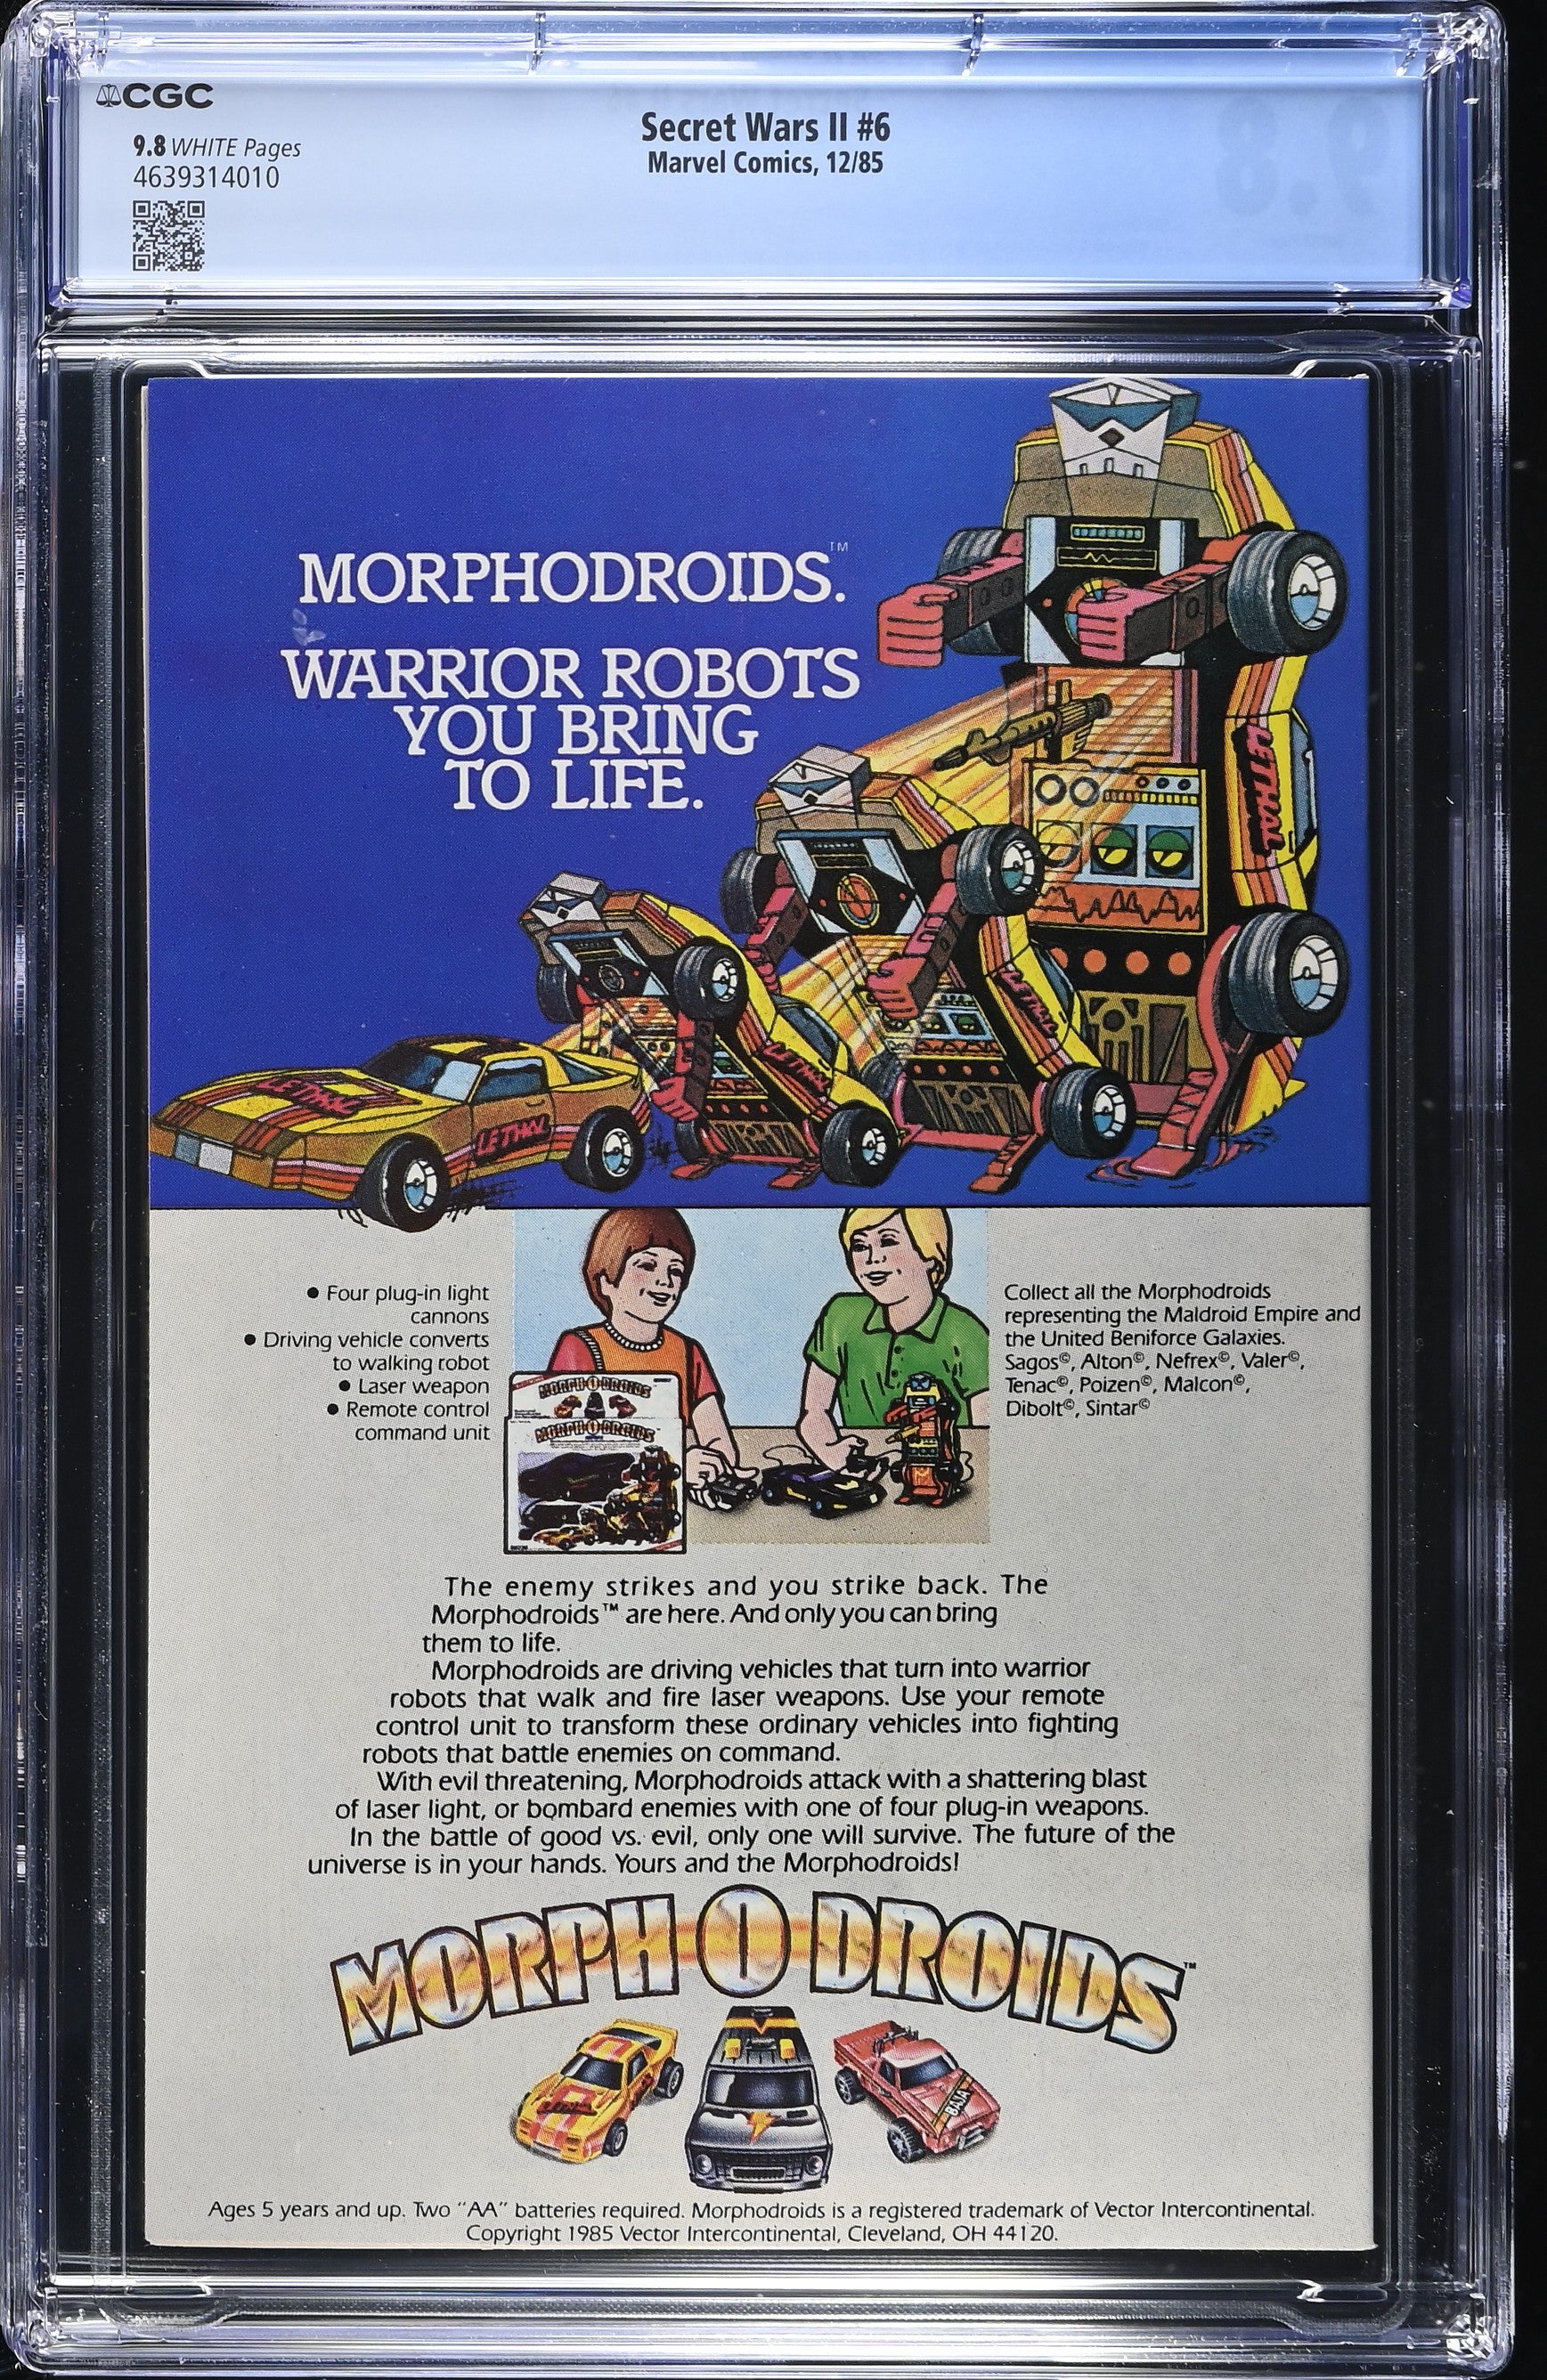 CGC
9.8 WHITE Pages
4639314010
Secret Wars II #6
Marvel Comics, 12/85
9.8
MORPHODROIDS.™
WARRIOR ROBOTS
YOU BRING
TO LIFE.
LETHAL
LETHAL
LETHAL
LETHAL
LETHAL
• Four plug-in light
cannons
• Driving vehicle converts
to walking robot
• Laser weapon
• Remote control
command unit
MORPH-O-DROIDS
MORPH-O-DROIDS
Collect all the Morphodroids
representing the Maldroid Empire and
the United Beniforce Galaxies.
Sagos©, Alton©, Nefrex©, Valer©,
Tenac©, Poizen©, Malcon©,
Dibolt©, Sintar©
The enemy strikes and you strike back. The
Morphodroids™ are here. And only you can bring
them to life.
Morphodroids are driving vehicles that turn into warrior
robots that walk and fire laser weapons. Use your remote
control unit to transform these ordinary vehicles into fighting
robots that battle enemies on command.
With evil threatening, Morphodroids attack with a shattering blast
of laser light, or bombard enemies with one of four plug-in weapons.
In the battle of good vs. evil, only one will survive. The future of the
universe is in your hands. Yours and the Morphodroids!
MORPH O DROIDS™
BAJA
Ages 5 years and up. Two "AA" batteries required. Morphodroids is a registered trademark of Vector Intercontinental.
Copyright 1985 Vector Intercontinental, Cleveland, OH 44120.